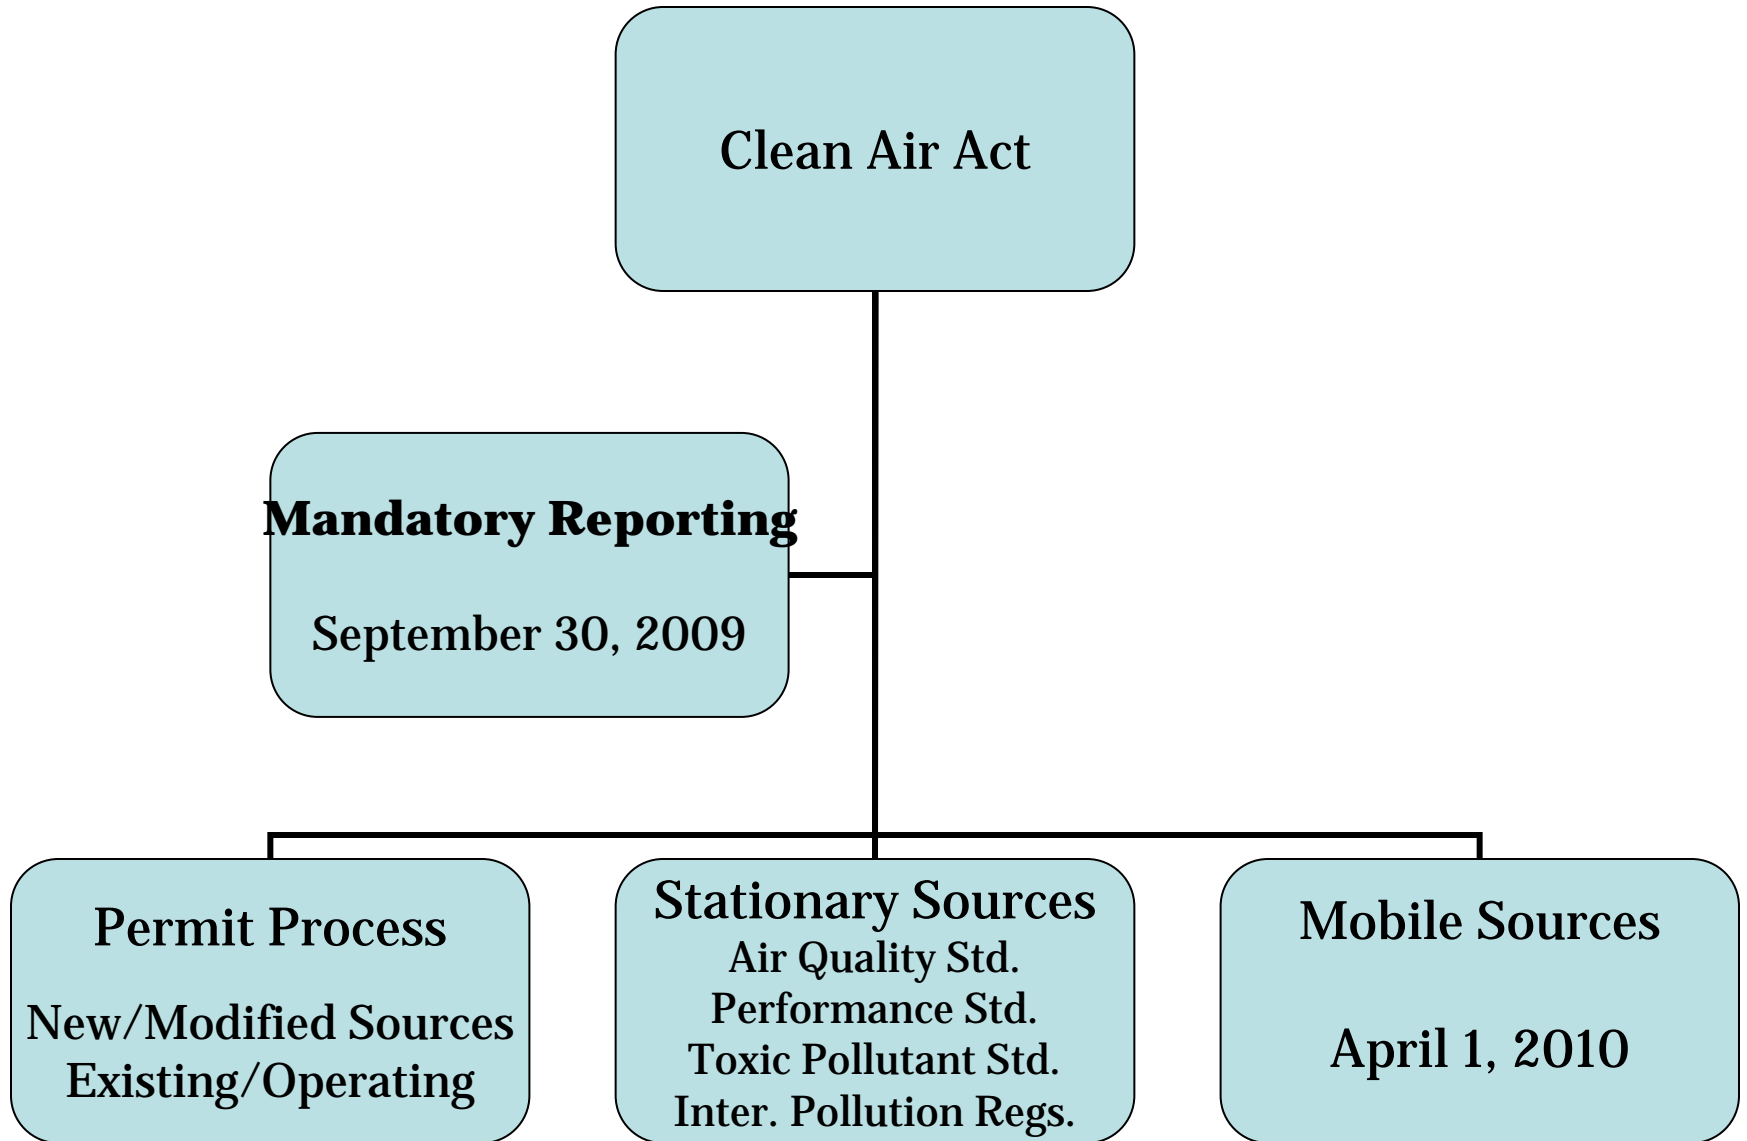 Clean Air Act
Mandatory Reporting
September 30, 2009
Permit Process
New/Modified Sources
Existing/Operating
Stationary Sources
Air Quality Std.
Performance Std.
Toxic Pollutant Std.
Inter. Pollution Regs.
Mobile Sources
April 1, 2010